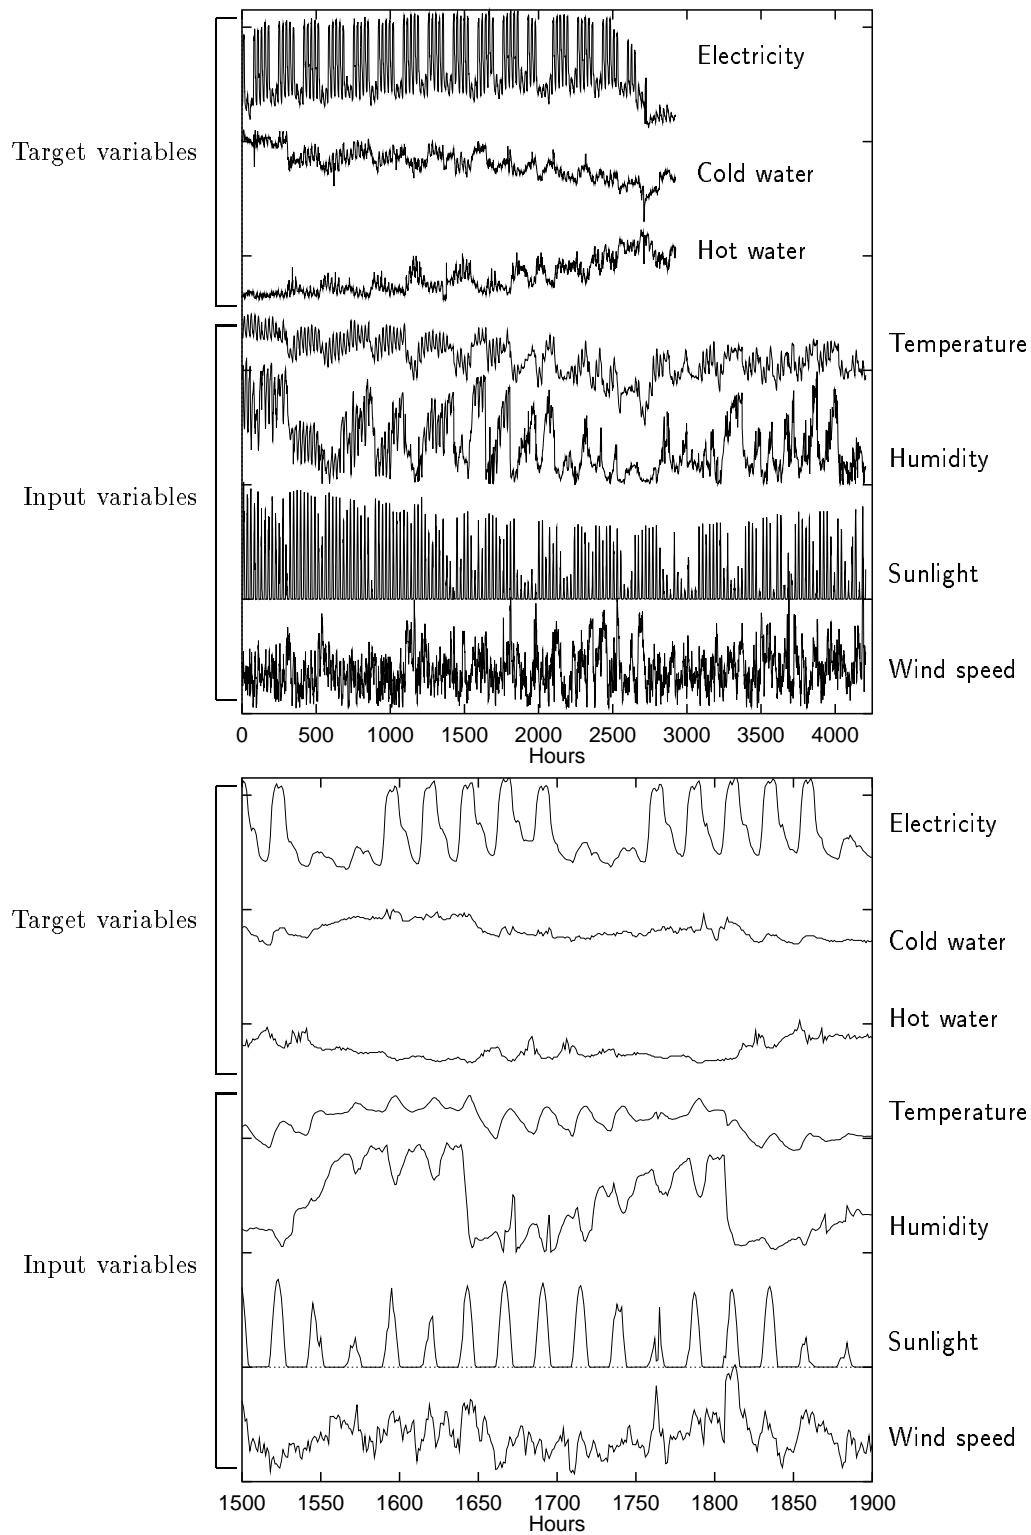 Electricity
Target variables
Cold water
Hot water
Temperature
Humidity
Input variables
Sunlight
Wind speed
0 500 1000 1500 2000 2500 3000 3500 4000
Hours
Electricity
Target variables
Cold water
Hot water
Temperature
Humidity
Input variables
Sunlight
Wind speed
1500 1550 1600 1650 1700 1750 1800 1850 1900
Hours